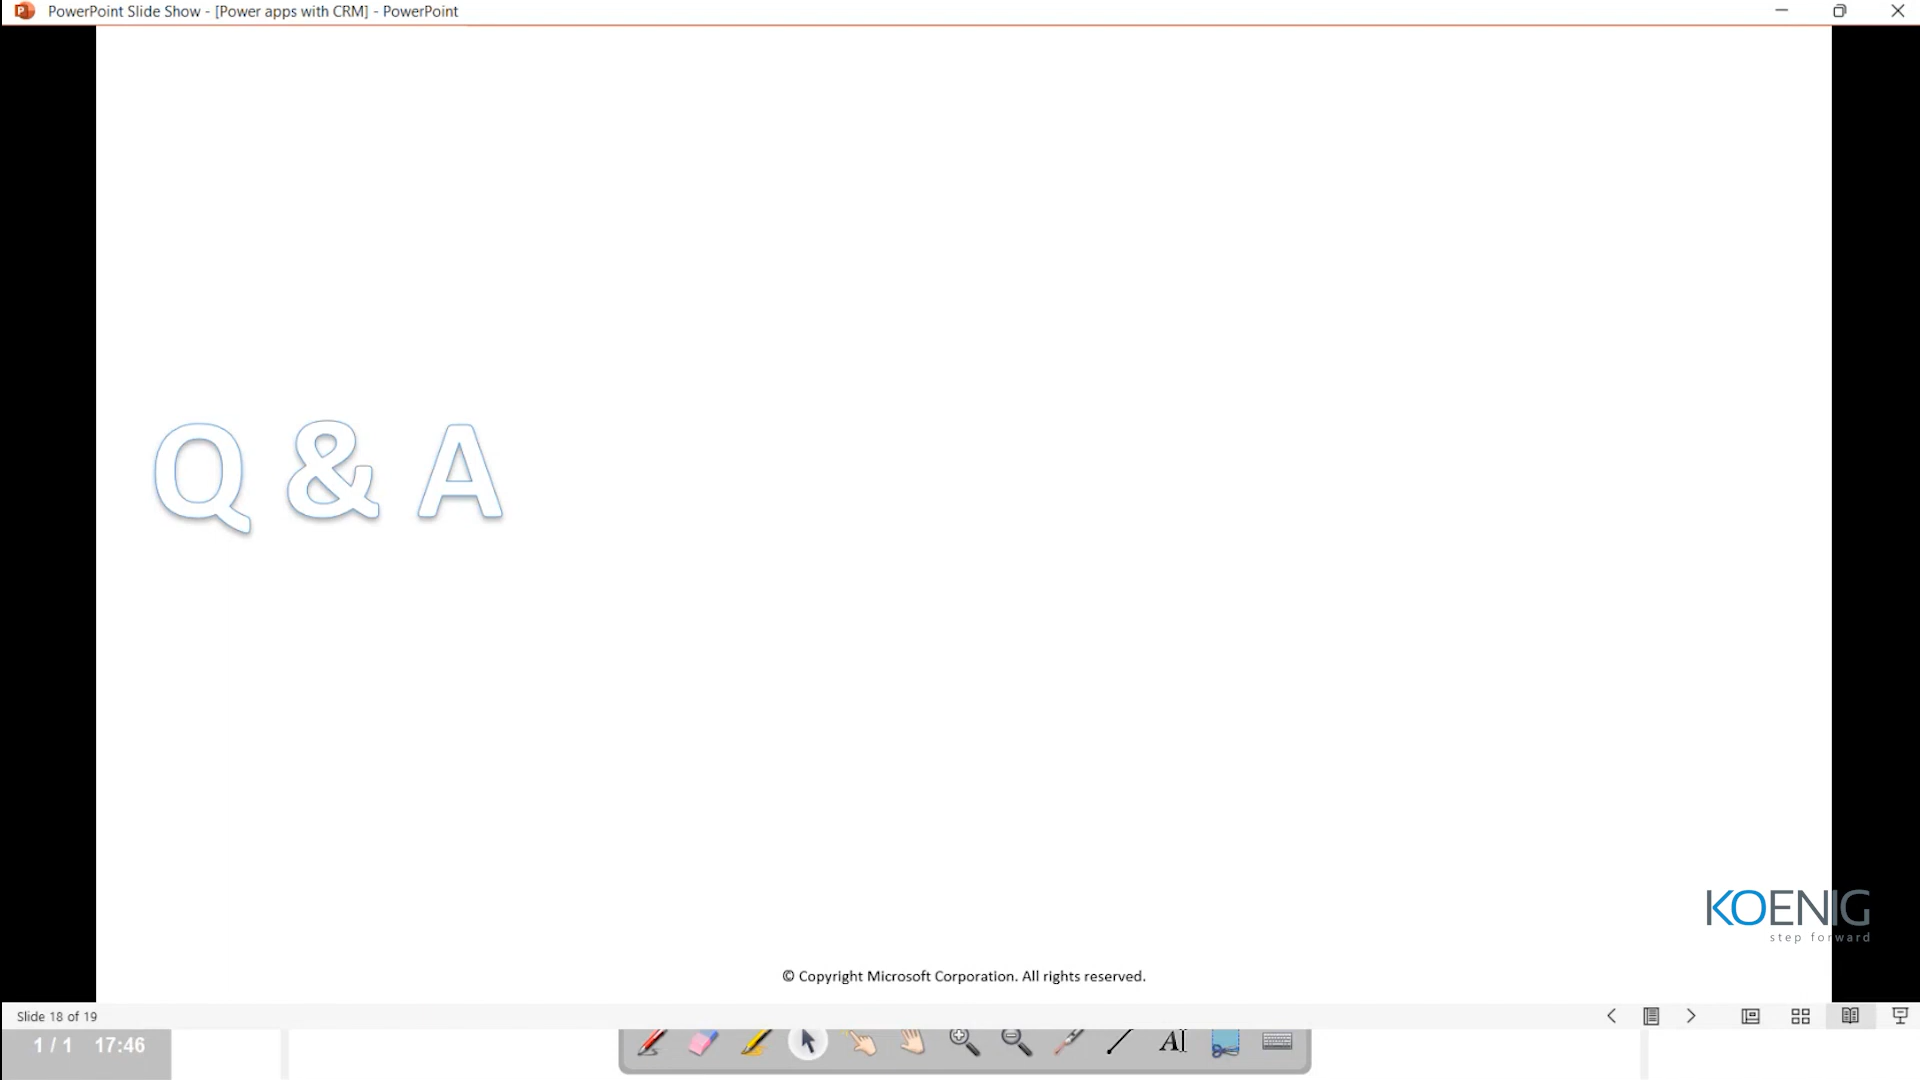 PowerPoint Slide Show - [Power apps with CRM] - PowerPoint
Q & A
KOENIG
step forward
© Copyright Microsoft Corporation. All rights reserved.
Slide 18 of 19
1 / 1 17:46
A